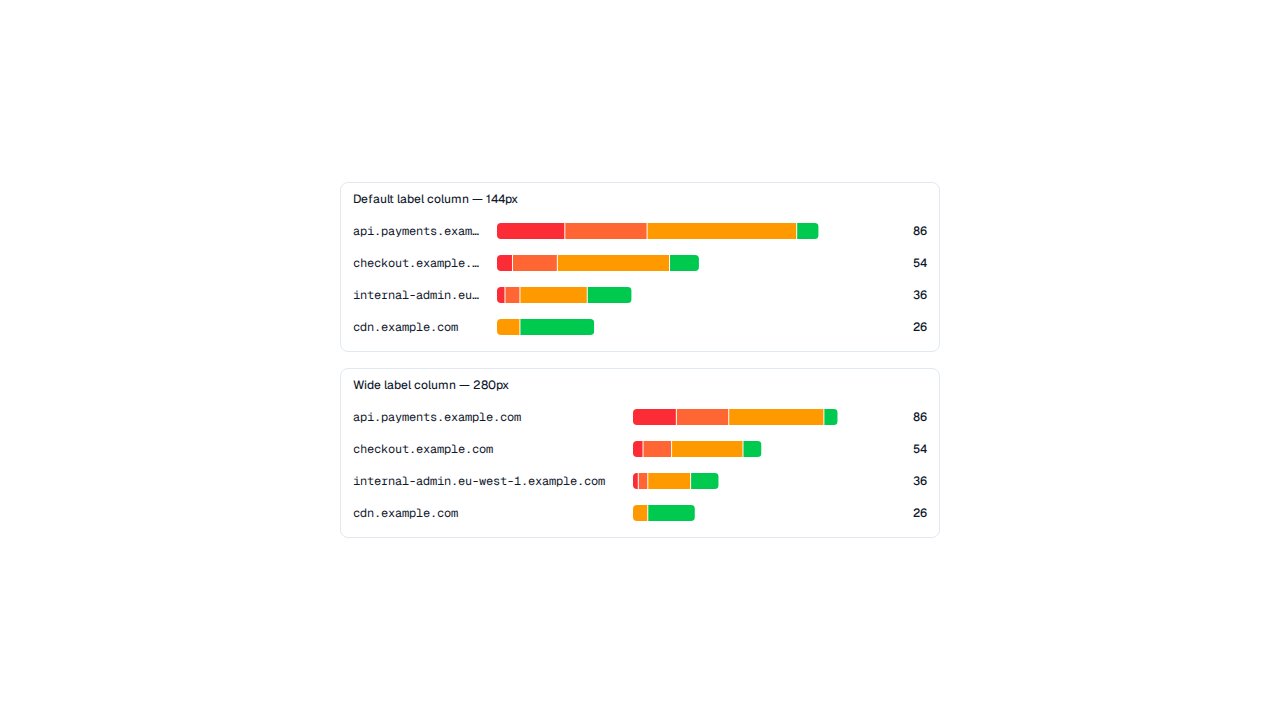 Default label column — 144px
api.payments.exam… 86
checkout.example.… 54
internal-admin.eu… 36
cdn.example.com 26
Wide label column — 280px
api.payments.example.com 86
checkout.example.com 54
internal-admin.eu-west-1.example.com 36
cdn.example.com 26